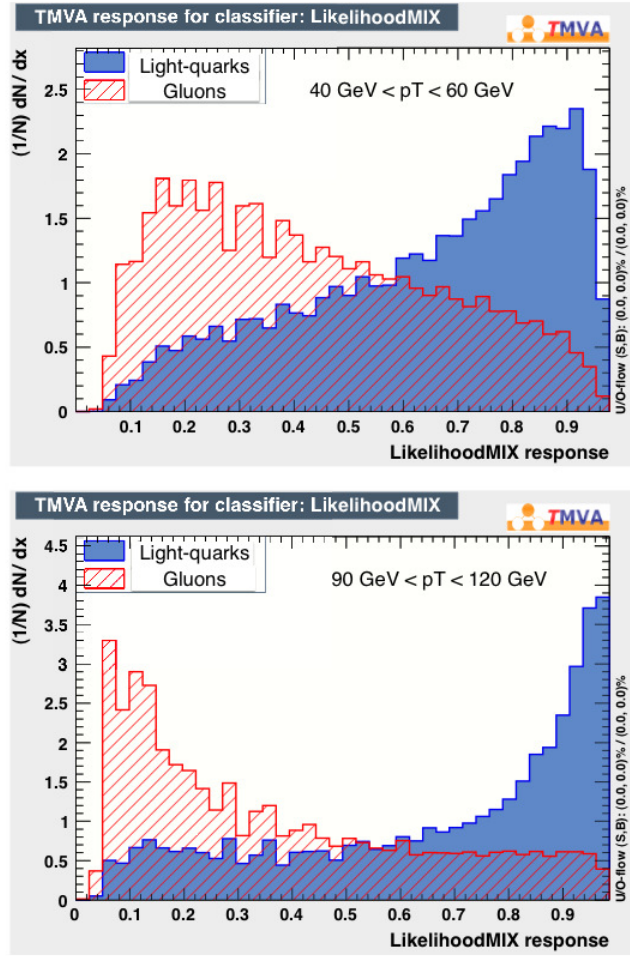 TMVA response for classifier: LikelihoodMIX
TMVA
(1/N) dN / dx
Light-quarks
Gluons
40 GeV < pT < 60 GeV
2.5
2
1.5
1
0.5
0
0.1 0.2 0.3 0.4 0.5 0.6 0.7 0.8 0.9
LikelihoodMIX response
U/O-flow (S,B): (0.0, 0.0)% / (0.0, 0.0)%
TMVA response for classifier: LikelihoodMIX
TMVA
(1/N) dN / dx
Light-quarks
Gluons
90 GeV < pT < 120 GeV
4.5
4
3.5
3
2.5
2
1.5
1
0.5
0
0 0.1 0.2 0.3 0.4 0.5 0.6 0.7 0.8 0.9
LikelihoodMIX response
U/O-flow (S,B): (0.0, 0.0)% / (0.0, 0.0)%